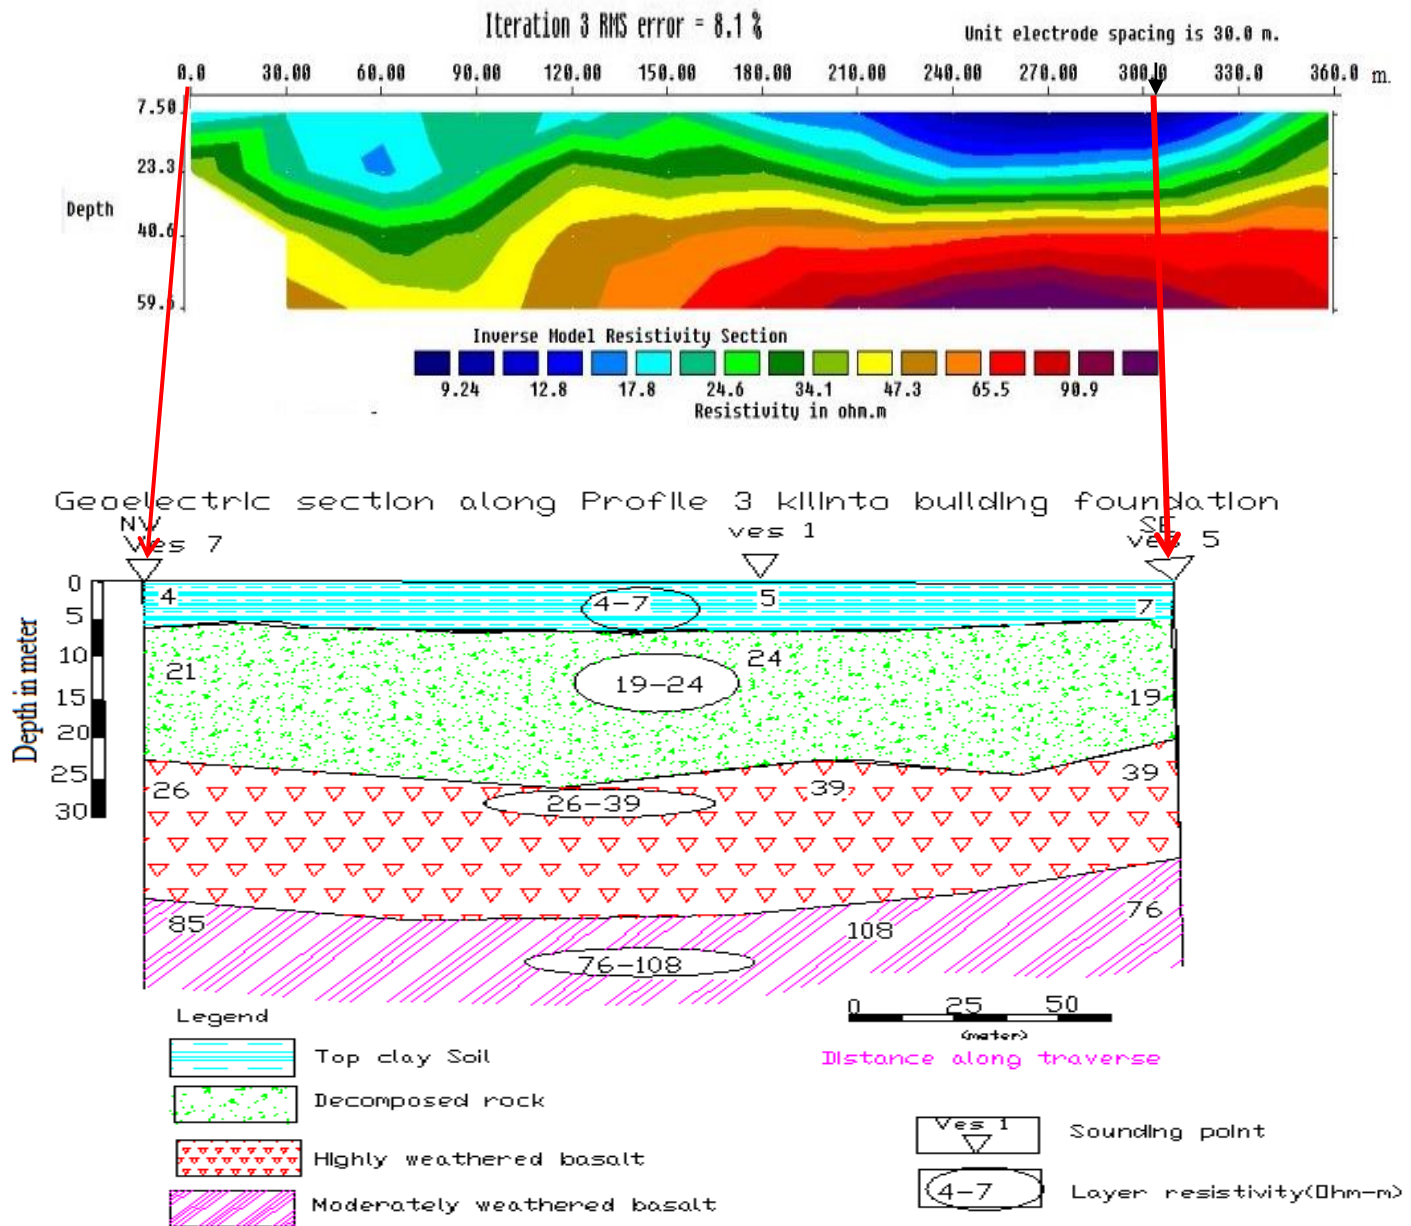 Iteration 3 RMS error = 8.1 %
Unit electrode spacing is 30.0 m.
0.0 30.00 60.00 90.00 120.00 150.00 180.00 210.00 240.00 270.00 300.0 330.0 360.0 m.
7.50
23.3
Depth
40.6
59.5
Inverse Model Resistivity Section
9.24 12.8 17.8 24.6 34.1 47.3 65.5 90.9
Resistivity in ohm.m
Geoelectric section along Profile 3 kilinto building foundation
NW ves 1 SE
Ves 7 ves 5
0
5
10
15
20
25
30
Depth in meter
4 4-7 5 7
21 19-24 24 19
26 26-39 39 39
85 76-108 108 76
Legend
Top clay Soil
Decomposed rock
Highly weathered basalt
Moderately weathered basalt
0 25 50
(meter)
Distance along traverse
Ves 1 Sounding point
4-7 Layer resistivity(Ohm-m)